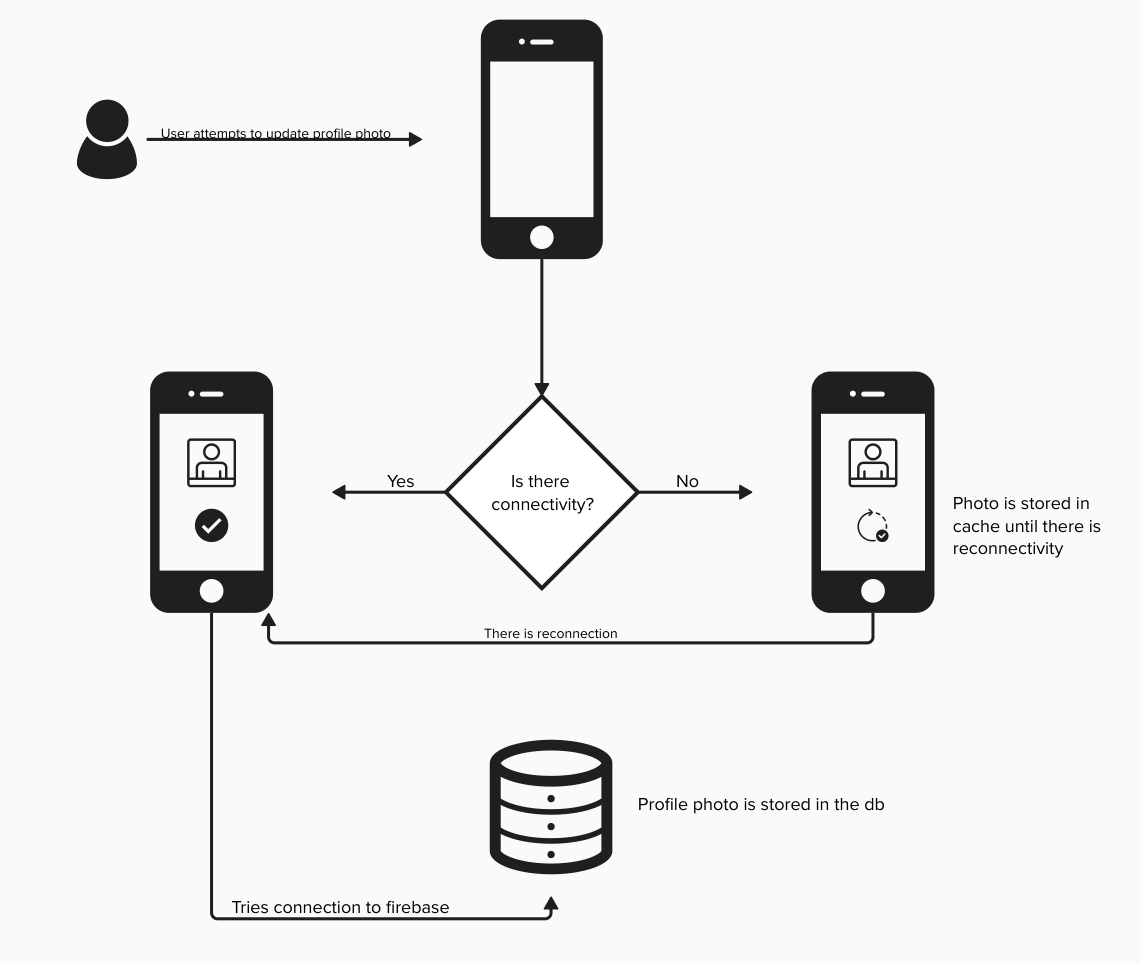 User attempts to update profile photo
Is there
connectivity?
Yes
No
Photo is stored in
cache until there is
reconnectivity
There is reconnection
Profile photo is stored in the db
Tries connection to firebase